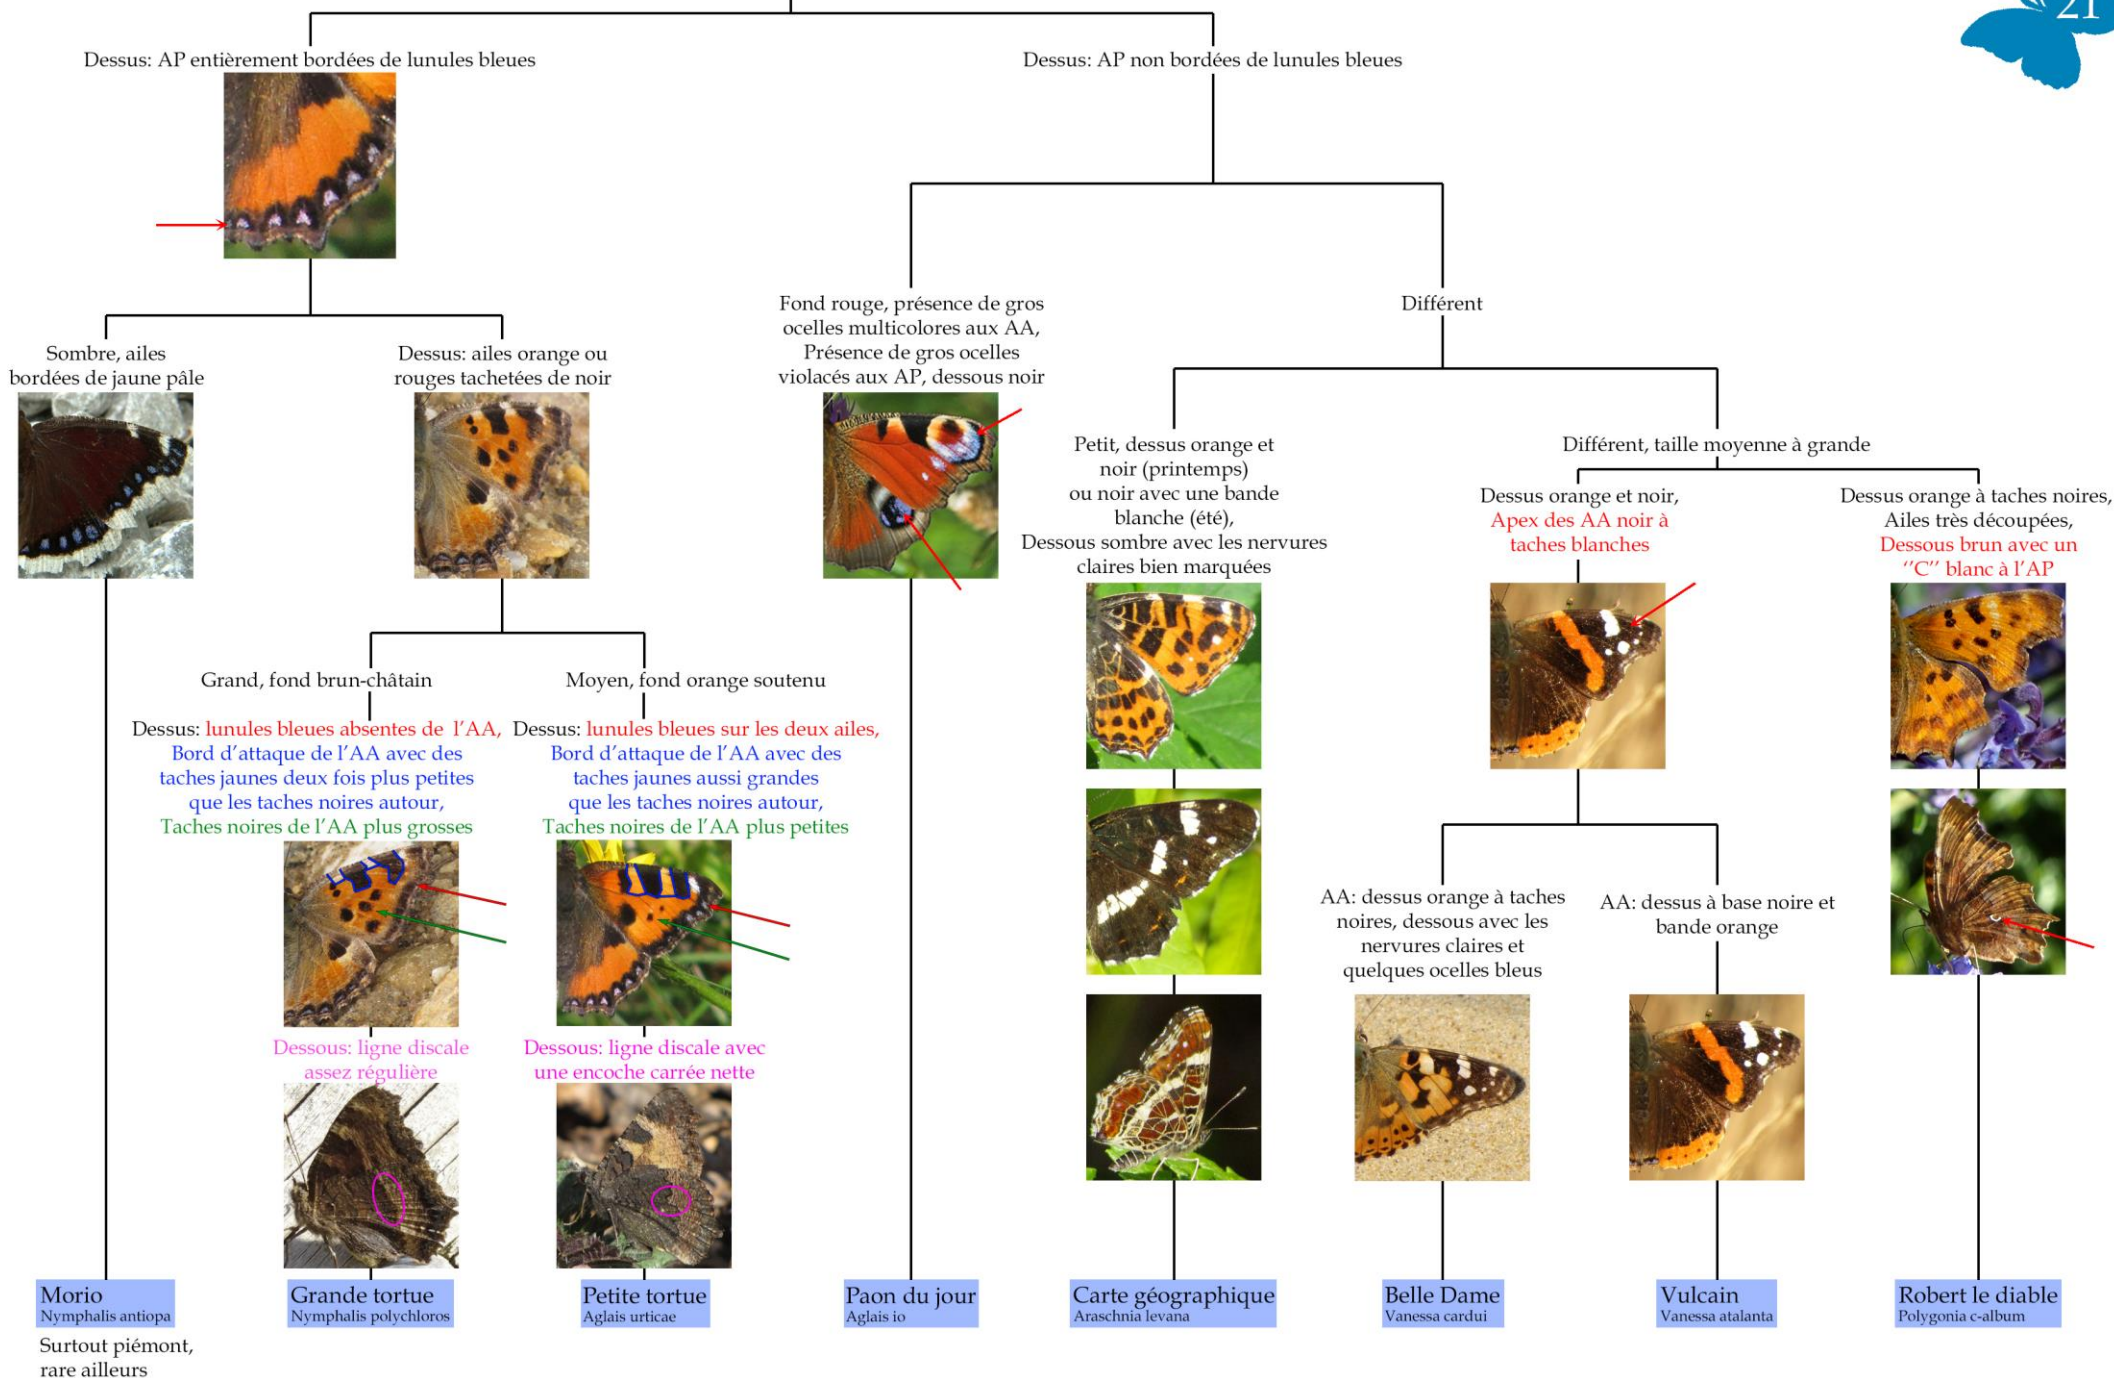 21
Dessus: AP entièrement bordées de lunules bleues
Dessus: AP non bordées de lunules bleues
Sombre, ailes
bordées de jaune pâle
Dessus: ailes orange ou
rouges tachetées de noir
Fond rouge, présence de gros
ocelles multicolores aux AA,
Présence de gros ocelles
violacés aux AP, dessous noir
Différent
Petit, dessus orange et
noir (printemps)
ou noir avec une bande
blanche (été),
Dessous sombre avec les nervures
claires bien marquées
Différent, taille moyenne à grande
Dessus orange et noir,
Apex des AA noir à
taches blanches
Dessus orange à taches noires,
Ailes très découpées,
Dessous brun avec un
‘‘C’’ blanc à l’AP
Grand, fond brun-châtain
Dessus: lunules bleues absentes de l’AA,
Bord d’attaque de l’AA avec des
taches jaunes deux fois plus petites
que les taches noires autour,
Taches noires de l’AA plus grosses
Moyen, fond orange soutenu
Dessus: lunules bleues sur les deux ailes,
Bord d’attaque de l’AA avec des
taches jaunes aussi grandes
que les taches noires autour,
Taches noires de l’AA plus petites
AA: dessus orange à taches
noires, dessous avec les
nervures claires et
quelques ocelles bleus
AA: dessus à base noire et
bande orange
Dessous: ligne discale
assez régulière
Dessous: ligne discale avec
une encoche carrée nette
Morio
Nymphalis antiopa
Surtout piémont,
rare ailleurs
Grande tortue
Nymphalis polychloros
Petite tortue
Aglais urticae
Paon du jour
Aglais io
Carte géographique
Araschnia levana
Belle Dame
Vanessa cardui
Vulcain
Vanessa atalanta
Robert le diable
Polygonia c-album